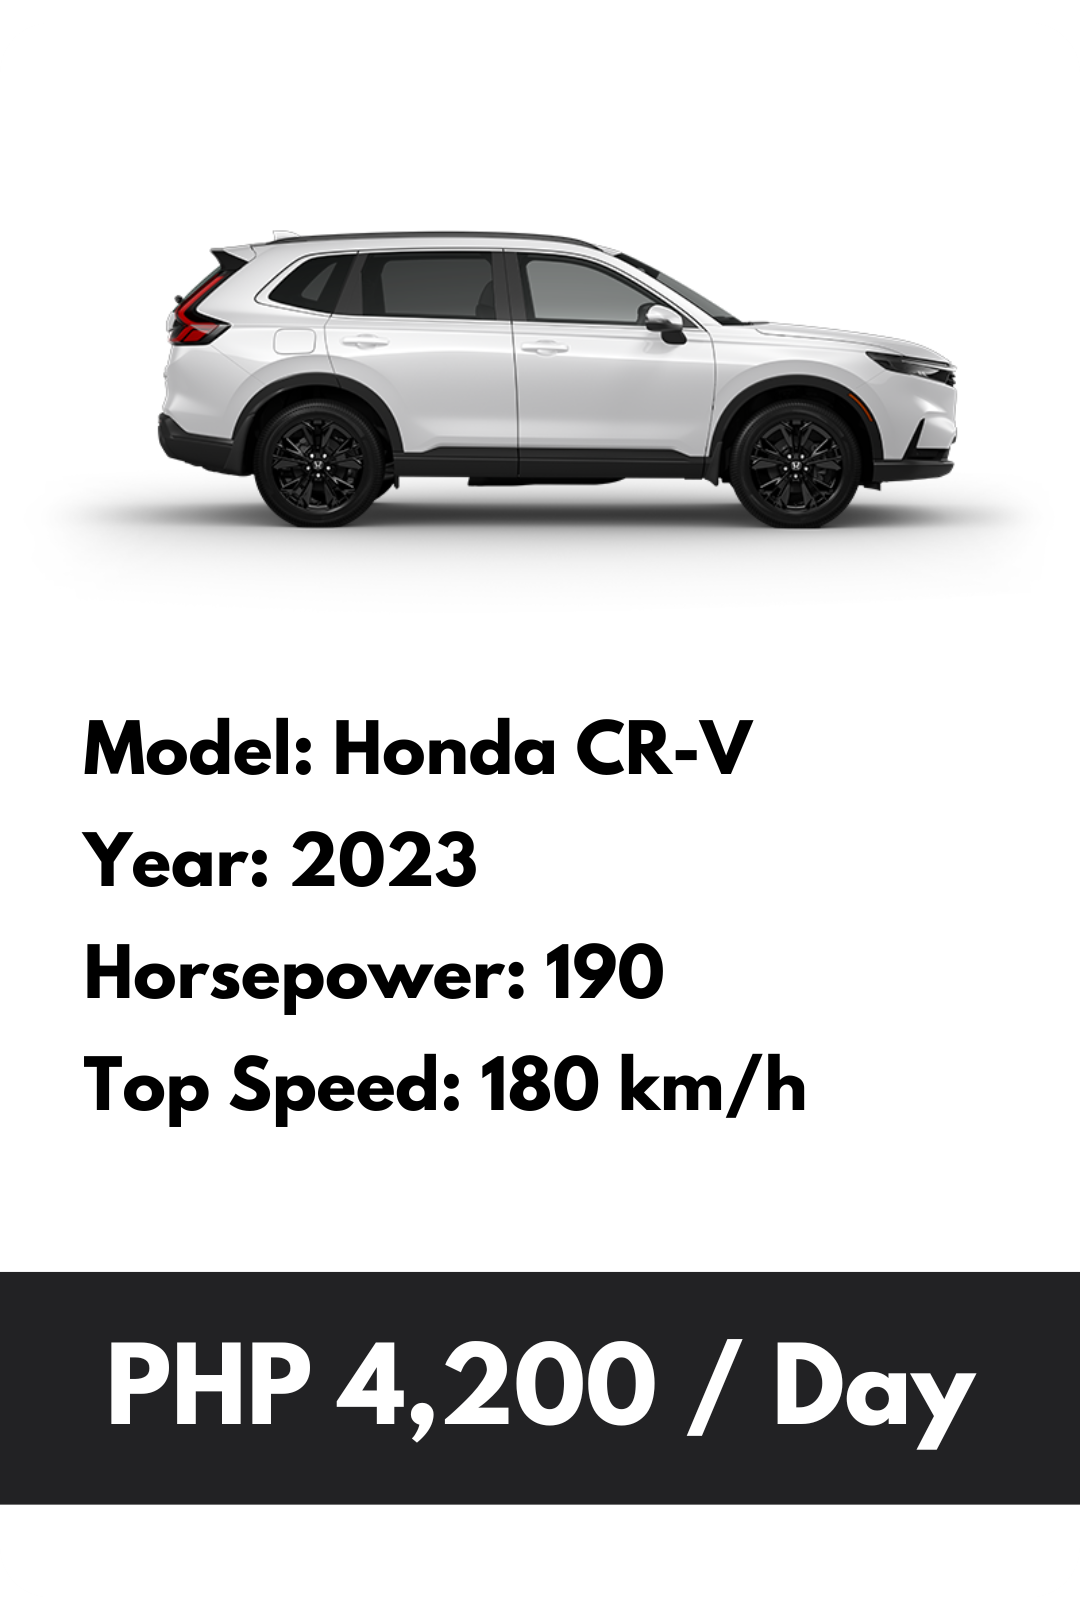 Model: Honda CR-V
Year: 2023
Horsepower: 190
Top Speed: 180 km/h
PHP 4,200 / Day